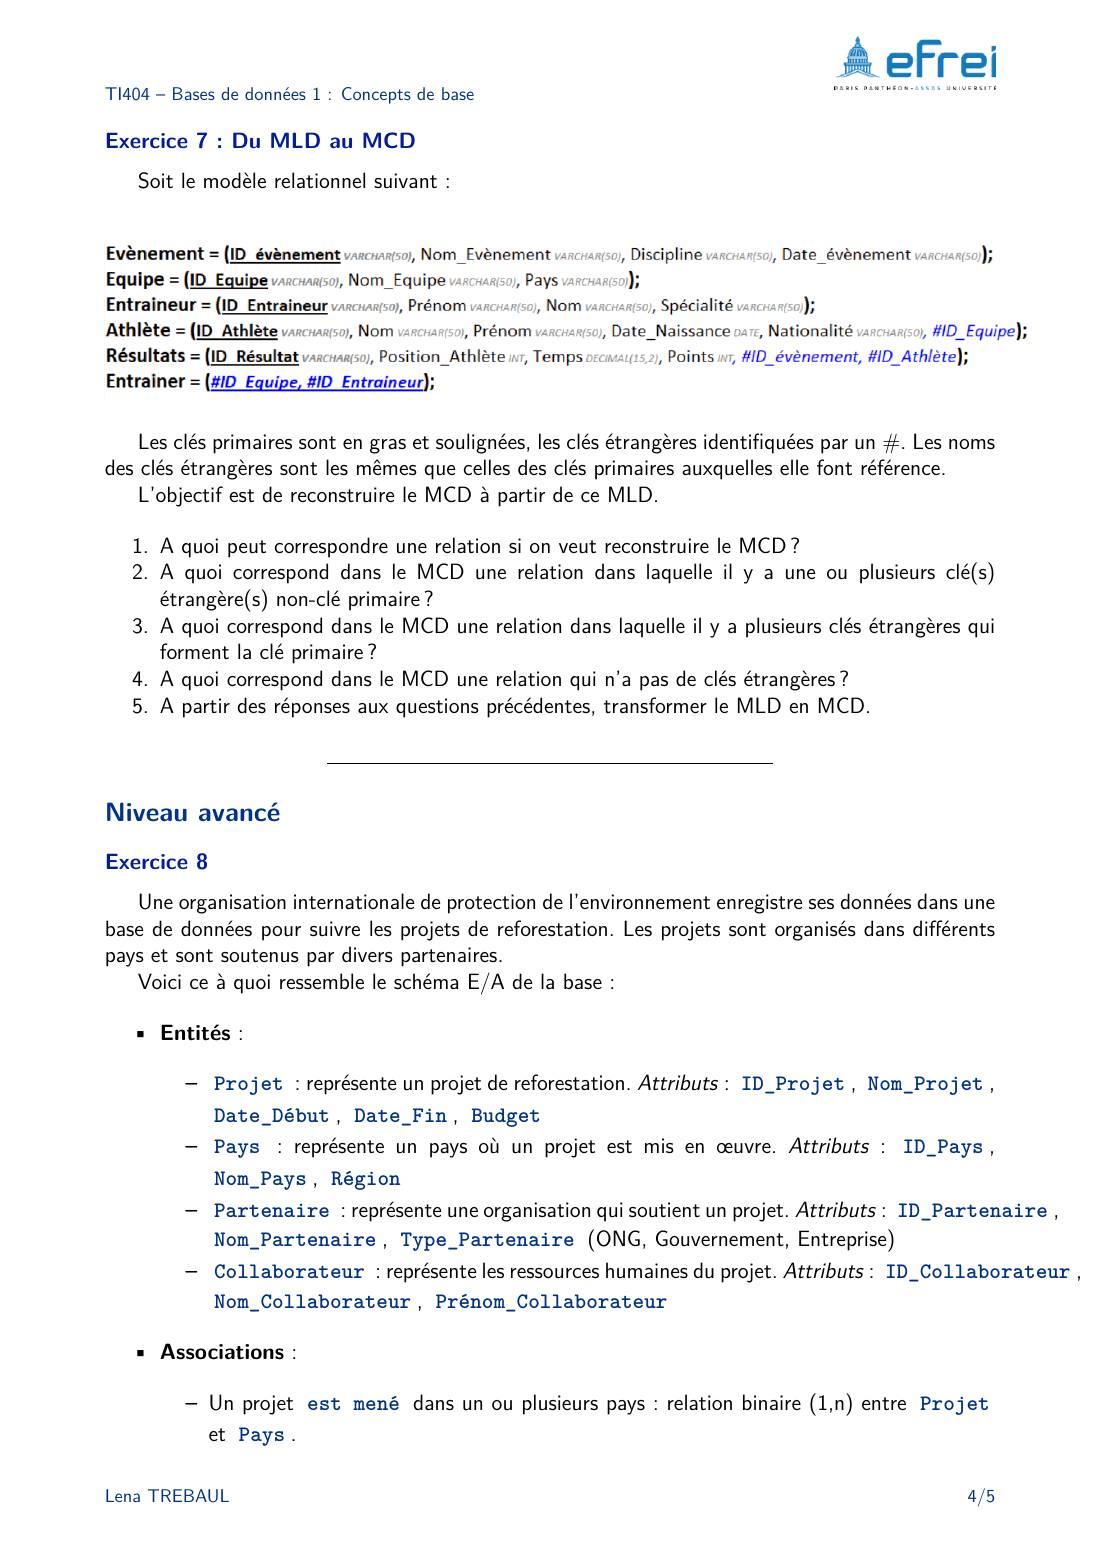 efrei
PARIS PANTHÉON-ASSAS UNIVERSITÉ
TI404 – Bases de données 1 : Concepts de base
Exercice 7 : Du MLD au MCD
Soit le modèle relationnel suivant :
Evènement = (ID_évènement VARCHAR(50), Nom_Evènement VARCHAR(50), Discipline VARCHAR(50), Date_évènement VARCHAR(50));
Equipe = (ID_Equipe VARCHAR(50), Nom_Equipe VARCHAR(50), Pays VARCHAR(50));
Entraineur = (ID_Entraineur VARCHAR(50), Prénom VARCHAR(50), Nom VARCHAR(50), Spécialité VARCHAR(50));
Athlète = (ID_Athlète VARCHAR(50), Nom VARCHAR(50), Prénom VARCHAR(50), Date_Naissance DATE, Nationalité VARCHAR(50), #ID_Equipe);
Résultats = (ID_Résultat VARCHAR(50), Position_Athlète INT, Temps DECIMAL(15,2), Points INT, #ID_évènement, #ID_Athlète);
Entrainer = (#ID_Equipe, #ID_Entraineur);
Les clés primaires sont en gras et soulignées, les clés étrangères identifiquées par un #. Les noms
des clés étrangères sont les mêmes que celles des clés primaires auxquelles elle font référence.
L'objectif est de reconstruire le MCD à partir de ce MLD.
1. A quoi peut correspondre une relation si on veut reconstruire le MCD ?
2. A quoi correspond dans le MCD une relation dans laquelle il y a une ou plusieurs clé(s)
étrangère(s) non-clé primaire ?
3. A quoi correspond dans le MCD une relation dans laquelle il y a plusieurs clés étrangères qui
forment la clé primaire ?
4. A quoi correspond dans le MCD une relation qui n'a pas de clés étrangères ?
5. A partir des réponses aux questions précédentes, transformer le MLD en MCD.
Niveau avancé
Exercice 8
Une organisation internationale de protection de l'environnement enregistre ses données dans une
base de données pour suivre les projets de reforestation. Les projets sont organisés dans différents
pays et sont soutenus par divers partenaires.
Voici ce à quoi ressemble le schéma E/A de la base :
▪ Entités :
– Projet : représente un projet de reforestation. Attributs : ID_Projet , Nom_Projet ,
Date_Début , Date_Fin , Budget
– Pays : représente un pays où un projet est mis en œuvre. Attributs : ID_Pays ,
Nom_Pays , Région
– Partenaire : représente une organisation qui soutient un projet. Attributs : ID_Partenaire ,
Nom_Partenaire , Type_Partenaire (ONG, Gouvernement, Entreprise)
– Collaborateur : représente les ressources humaines du projet. Attributs : ID_Collaborateur ,
Nom_Collaborateur , Prénom_Collaborateur
▪ Associations :
– Un projet est mené dans un ou plusieurs pays : relation binaire (1,n) entre Projet
et Pays .
Lena TREBAUL
4/5